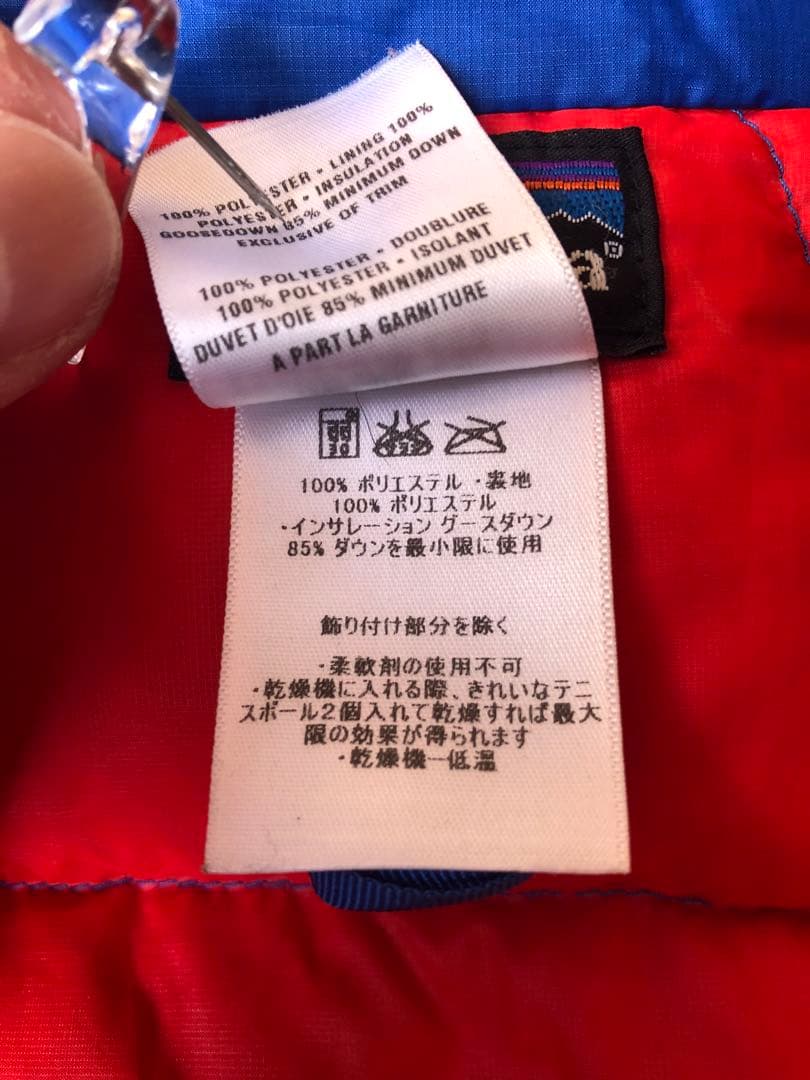 100% POLYESTER - LINING 100%
POLYESTER - INSULATION
GOOSEDOWN 85% MINIMUM DOWN
EXCLUSIVE OF TRIM
100% POLYESTER - DOUBLURE
100% POLYESTER - ISOLANT
DUVET D'OIE 85% MINIMUM DUVET
A PART LA GARNITURE
a
100% ポリエステル ・裏地
100% ポリエステル
・インサレーション グースダウン
85% ダウンを最小限に使用
飾り付け部分を除く
・柔軟剤の使用不可
・乾燥機に入れる際、きれいなテニ
スボール2個入れて乾燥すれば最大
限の効果が得られます
・乾燥機ー低温